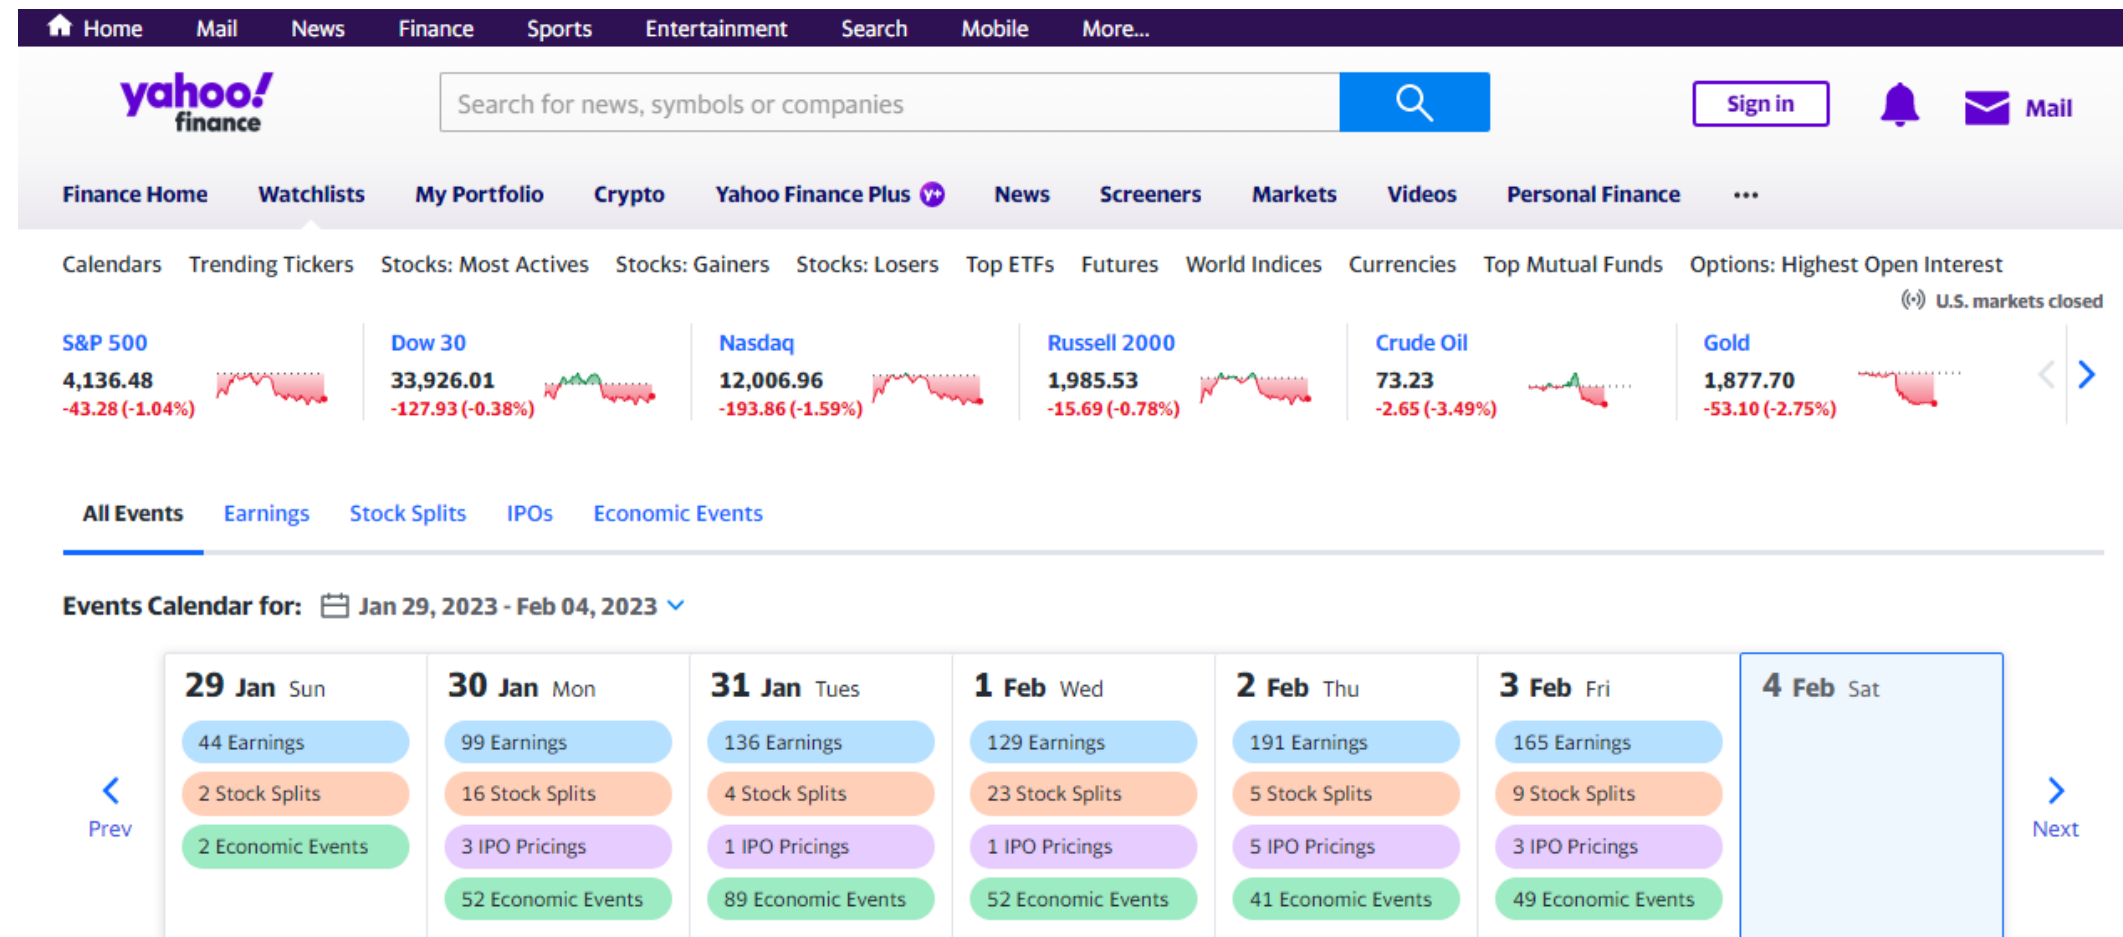 Home Mail News Finance Sports Entertainment Search Mobile More...
yahoo!
finance
Search for news, symbols or companies
Sign in
Mail
Finance Home Watchlists My Portfolio Crypto Yahoo Finance Plus y+ News Screeners Markets Videos Personal Finance ...
Calendars Trending Tickers Stocks: Most Actives Stocks: Gainers Stocks: Losers Top ETFs Futures World Indices Currencies Top Mutual Funds Options: Highest Open Interest
U.S. markets closed
S&P 500 Dow 30 Nasdaq Russell 2000 Crude Oil Gold
4,136.48 33,926.01 12,006.96 1,985.53 73.23 1,877.70
-43.28 (-1.04%) -127.93 (-0.38%) -193.86 (-1.59%) -15.69 (-0.78%) -2.65 (-3.49%) -53.10 (-2.75%)
All Events Earnings Stock Splits IPOs Economic Events
Events Calendar for: Jan 29, 2023 - Feb 04, 2023
29 Jan Sun 30 Jan Mon 31 Jan Tues 1 Feb Wed 2 Feb Thu 3 Feb Fri 4 Feb Sat
44 Earnings 99 Earnings 136 Earnings 129 Earnings 191 Earnings 165 Earnings
2 Stock Splits 16 Stock Splits 4 Stock Splits 23 Stock Splits 5 Stock Splits 9 Stock Splits
Prev Next
2 Economic Events 3 IPO Pricings 1 IPO Pricings 1 IPO Pricings 5 IPO Pricings 3 IPO Pricings
52 Economic Events 89 Economic Events 52 Economic Events 41 Economic Events 49 Economic Events